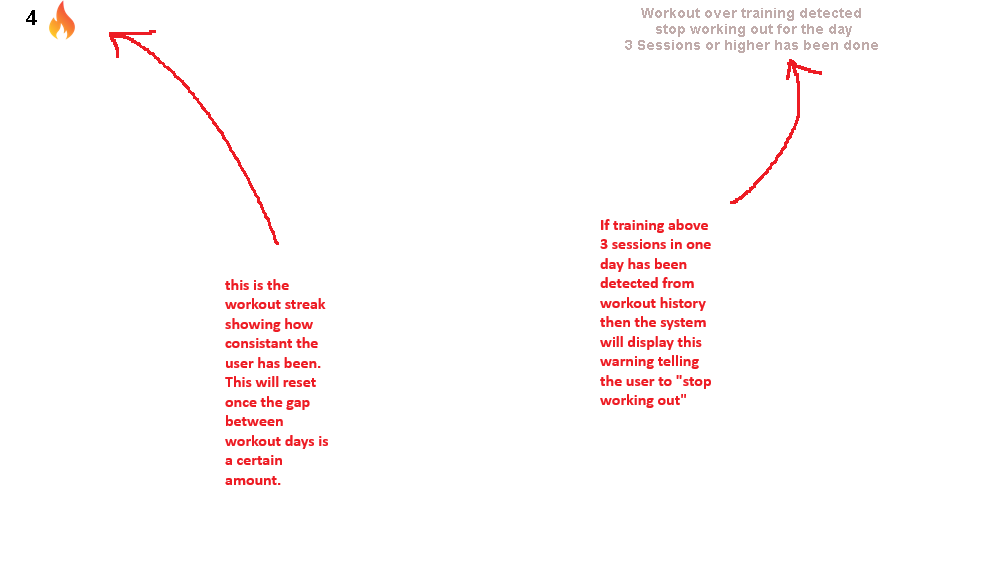 4
Workout over training detected
stop working out for the day
3 Sessions or higher has been done
this is the
workout streak
showing how
consistant the
user has been.
This will reset
once the gap
between
workout days is
a certain
amount.
If training above
3 sessions in one
day has been
detected from
workout history
then the system
will display this
warning telling
the user to "stop
working out"